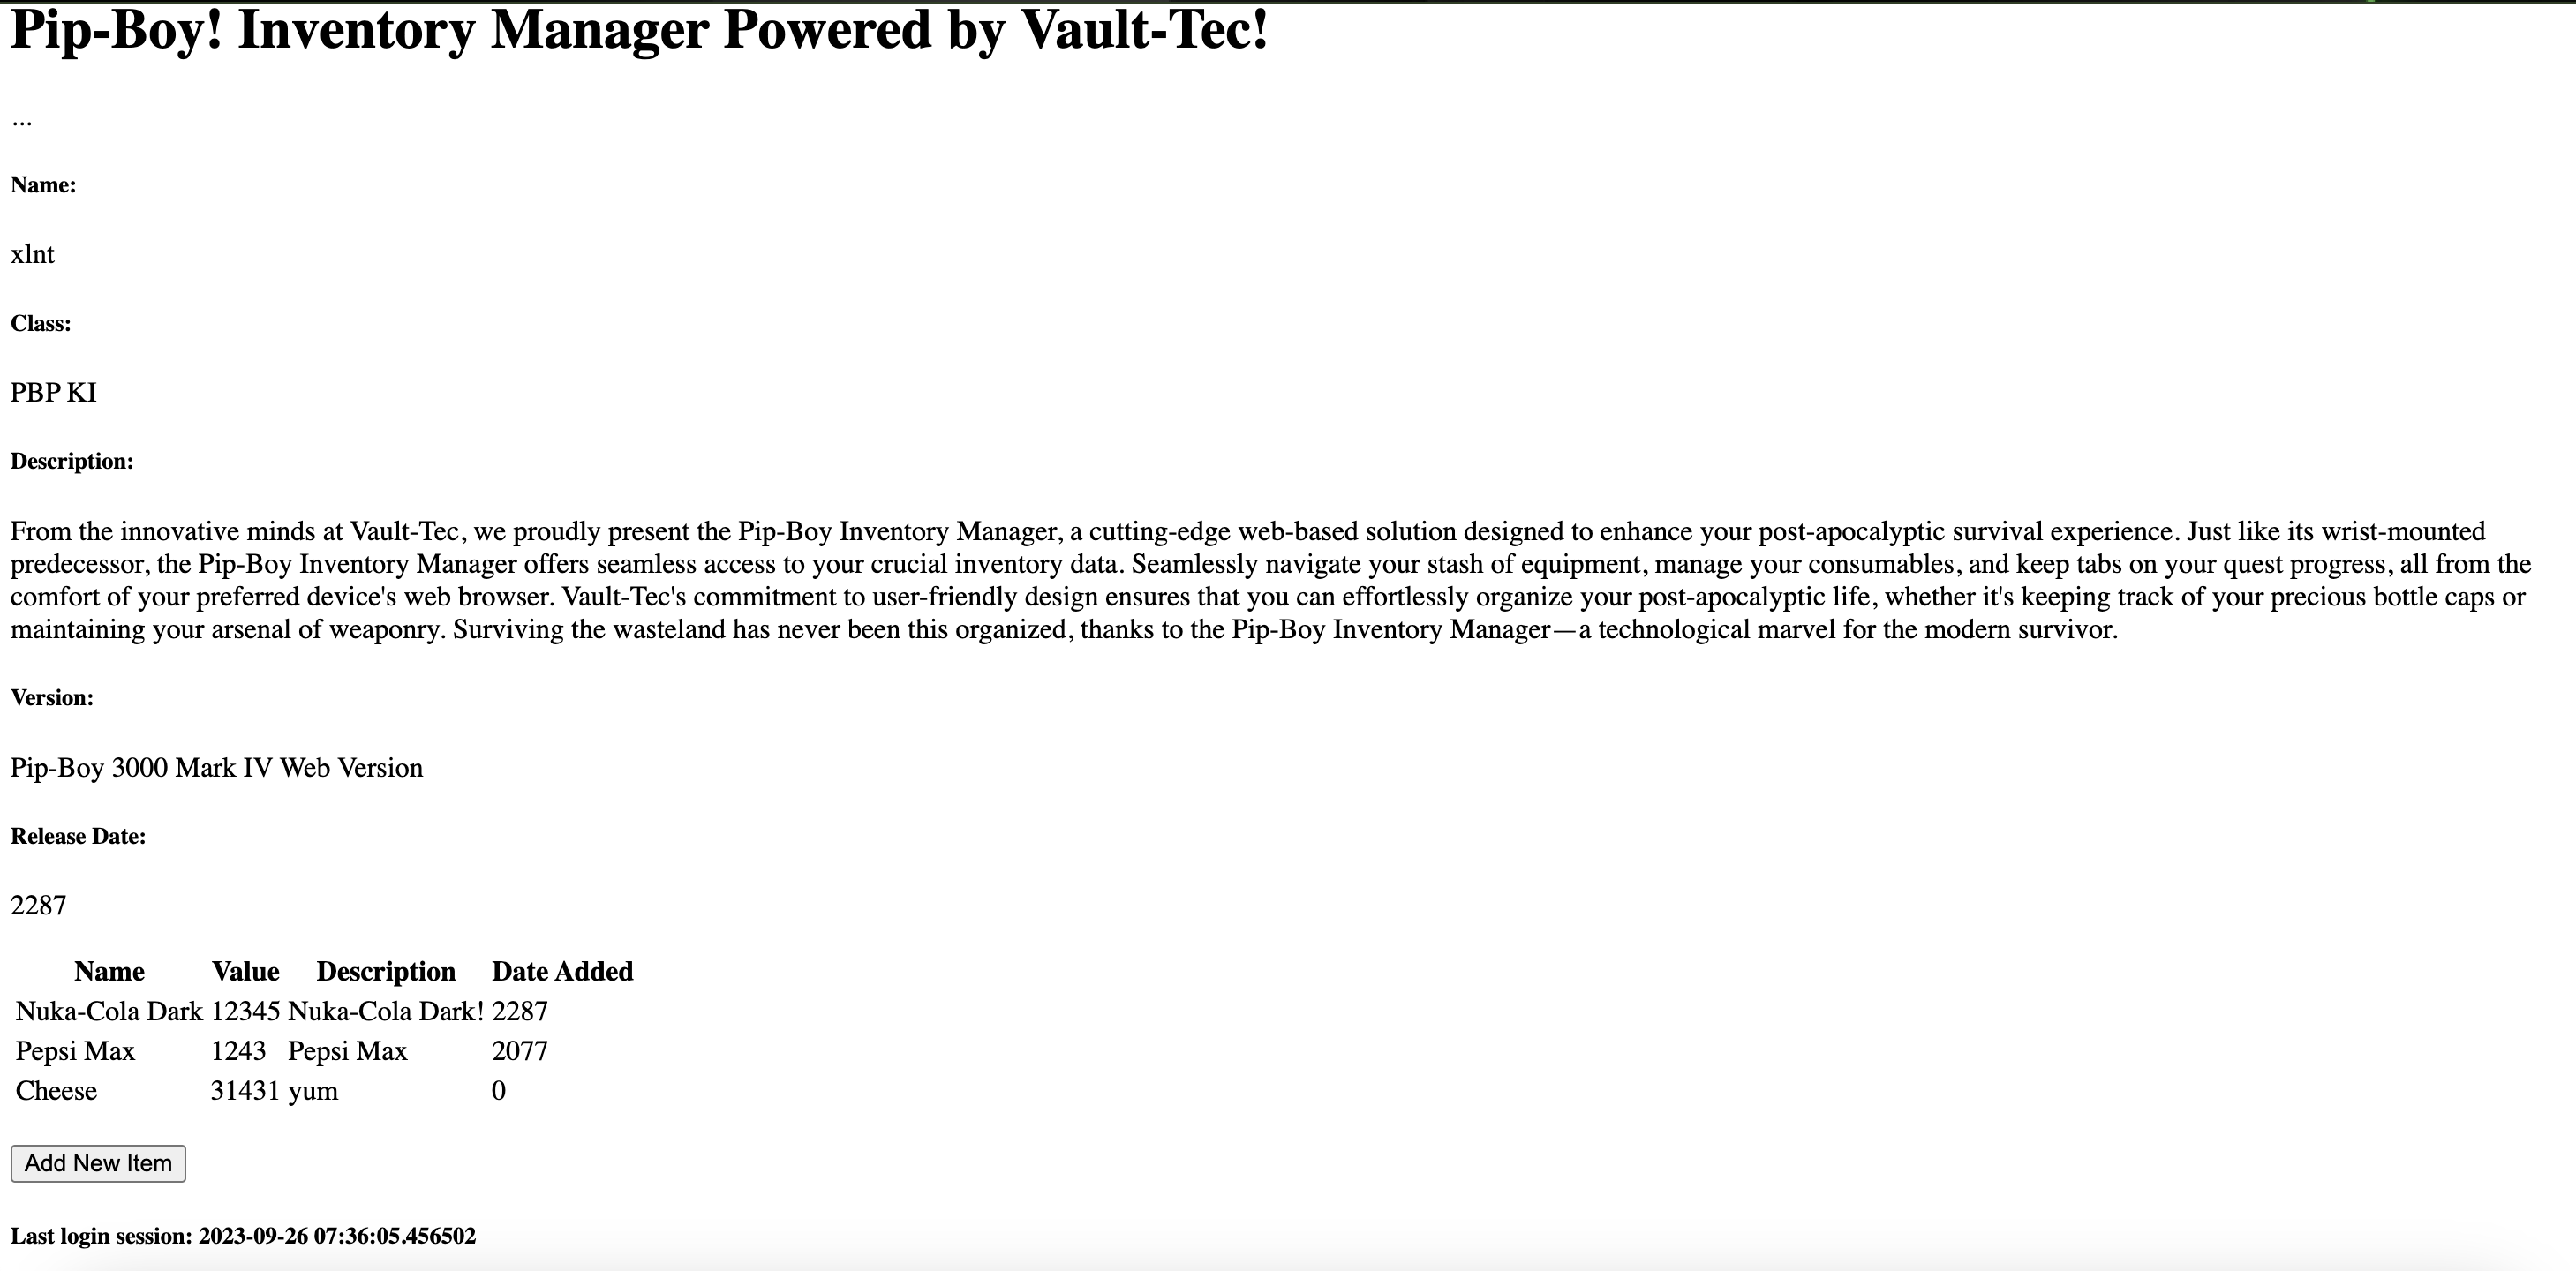 Pip-Boy! Inventory Manager Powered by Vault-Tec!
...
Name:
xlnt
Class:
PBP KI
Description:
From the innovative minds at Vault-Tec, we proudly present the Pip-Boy Inventory Manager, a cutting-edge web-based solution designed to enhance your post-apocalyptic survival experience. Just like its wrist-mounted
predecessor, the Pip-Boy Inventory Manager offers seamless access to your crucial inventory data. Seamlessly navigate your stash of equipment, manage your consumables, and keep tabs on your quest progress, all from the
comfort of your preferred device's web browser. Vault-Tec's commitment to user-friendly design ensures that you can effortlessly organize your post-apocalyptic life, whether it's keeping track of your precious bottle caps or
maintaining your arsenal of weaponry. Surviving the wasteland has never been this organized, thanks to the Pip-Boy Inventory Manager—a technological marvel for the modern survivor.
Version:
Pip-Boy 3000 Mark IV Web Version
Release Date:
2287
Name Value Description Date Added
Nuka-Cola Dark 12345 Nuka-Cola Dark! 2287
Pepsi Max 1243 Pepsi Max 2077
Cheese 31431 yum 0
Add New Item
Last login session: 2023-09-26 07:36:05.456502